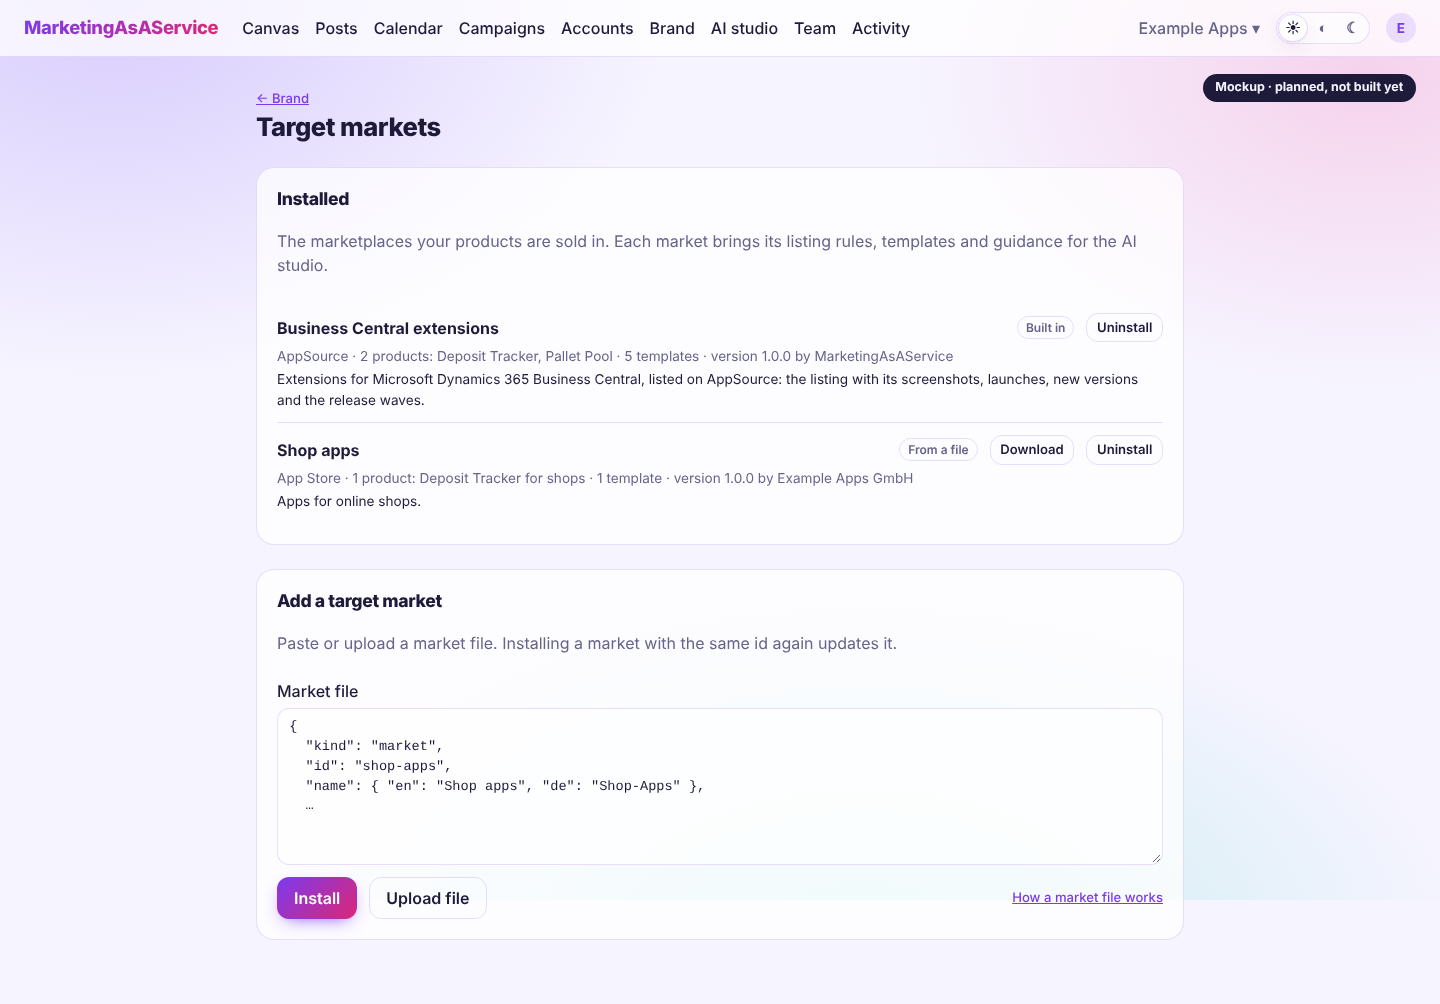 MarketingAsAService Canvas Posts Calendar Campaigns Accounts Brand AI studio Team Activity Example Apps ▾ E
Mockup · planned, not built yet
← Brand
Target markets
Installed
The marketplaces your products are sold in. Each market brings its listing rules, templates and guidance for the AI
studio.
Business Central extensions Built in Uninstall
AppSource · 2 products: Deposit Tracker, Pallet Pool · 5 templates · version 1.0.0 by MarketingAsAService
Extensions for Microsoft Dynamics 365 Business Central, listed on AppSource: the listing with its screenshots, launches, new versions
and the release waves.
Shop apps From a file Download Uninstall
App Store · 1 product: Deposit Tracker for shops · 1 template · version 1.0.0 by Example Apps GmbH
Apps for online shops.
Add a target market
Paste or upload a market file. Installing a market with the same id again updates it.
Market file
{
"kind": "market",
"id": "shop-apps",
"name": { "en": "Shop apps", "de": "Shop-Apps" },
…
Install Upload file How a market file works